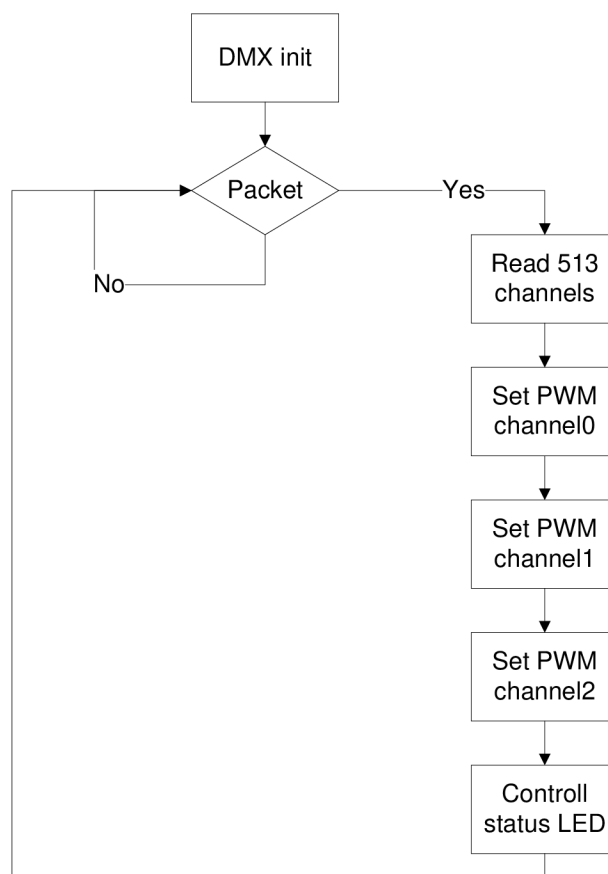 DMX init
Packet
Yes
No
Read 513
channels
Set PWM
channel0
Set PWM
channel1
Set PWM
channel2
Controll
status LED